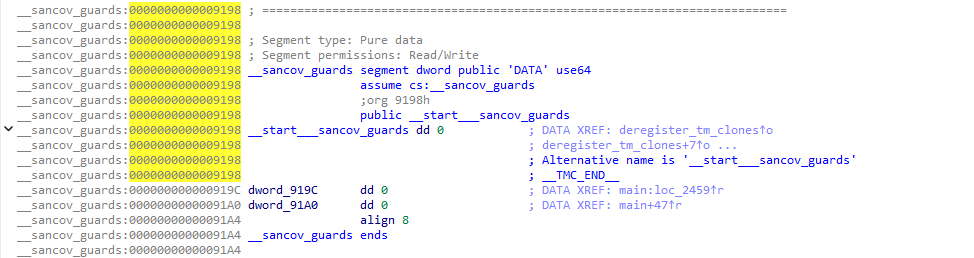 __sancov_guards:0000000000009198 ; ===========================================================================
__sancov_guards:0000000000009198
__sancov_guards:0000000000009198 ; Segment type: Pure data
__sancov_guards:0000000000009198 ; Segment permissions: Read/Write
__sancov_guards:0000000000009198 __sancov_guards segment dword public 'DATA' use64
__sancov_guards:0000000000009198 assume cs:__sancov_guards
__sancov_guards:0000000000009198 ;org 9198h
__sancov_guards:0000000000009198 public __start___sancov_guards
__sancov_guards:0000000000009198 __start___sancov_guards dd 0 ; DATA XREF: deregister_tm_clones↑o
__sancov_guards:0000000000009198 ; deregister_tm_clones+7↑o ...
__sancov_guards:0000000000009198 ; Alternative name is '__start___sancov_guards'
__sancov_guards:0000000000009198 ; __TMC_END__
__sancov_guards:000000000000919C dword_919C dd 0 ; DATA XREF: main:loc_2459↑r
__sancov_guards:00000000000091A0 dword_91A0 dd 0 ; DATA XREF: main+47↑r
__sancov_guards:00000000000091A4 align 8
__sancov_guards:00000000000091A4 __sancov_guards ends
__sancov_guards:00000000000091A4